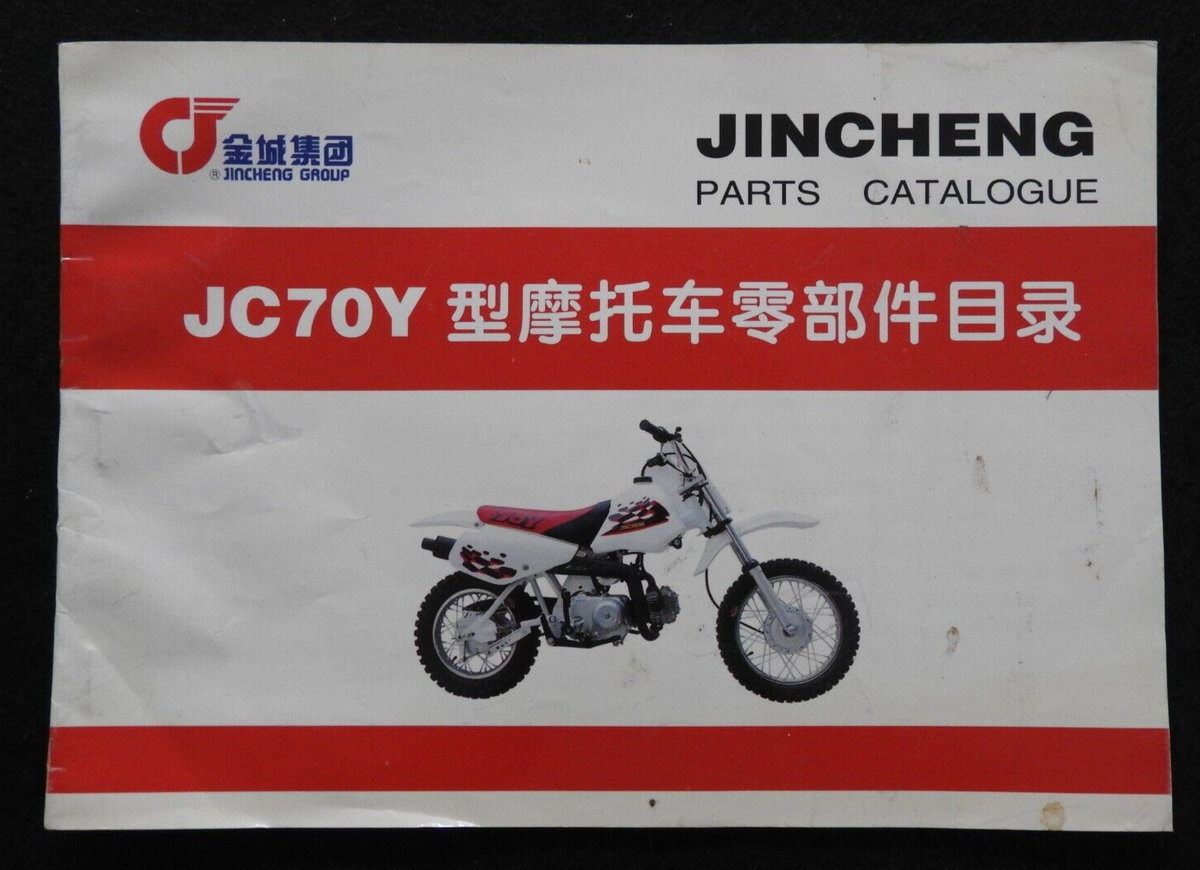 金城集团
® JINCHENG GROUP
JINCHENG
PARTS CATALOGUE
JC70Y 型摩托车零部件目录
70Y